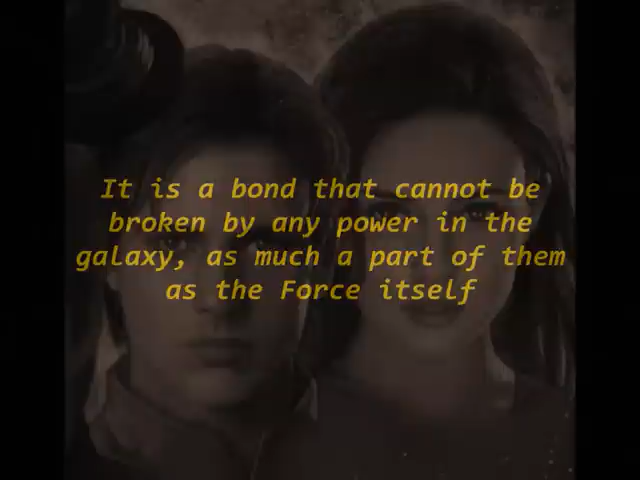 It is a bond that cannot be
broken by any power in the
galaxy, as much a part of them
as the Force itself